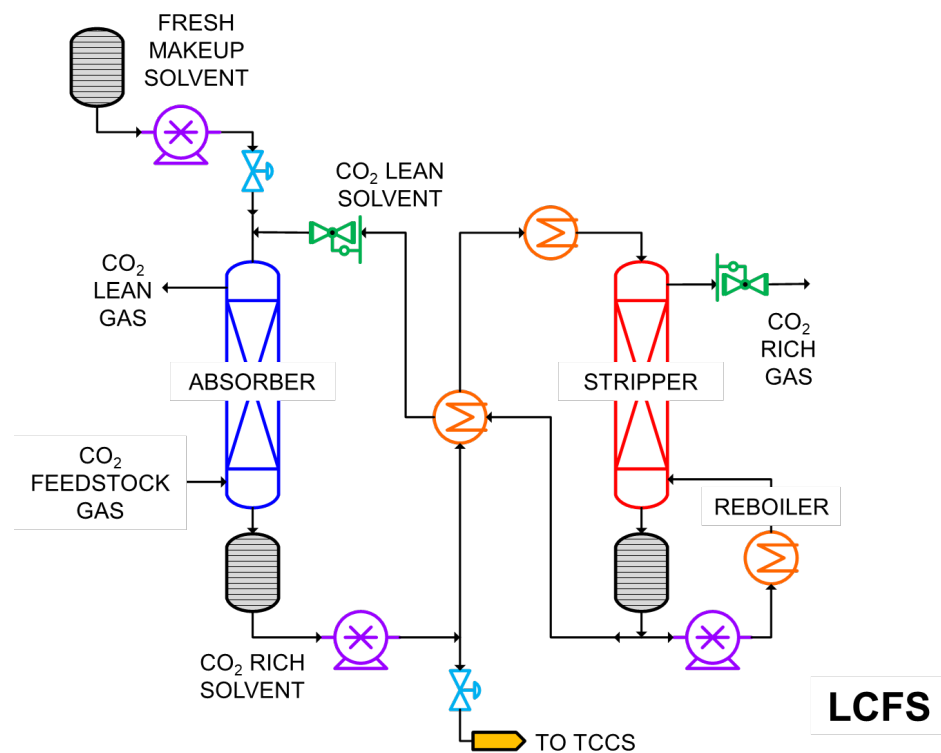 FRESH
MAKEUP
SOLVENT
CO₂ LEAN
SOLVENT
CO₂
LEAN
GAS
CO₂
RICH
GAS
ABSORBER
STRIPPER
CO₂
FEEDSTOCK
GAS
REBOILER
CO₂ RICH
SOLVENT
LCFS
TO TCCS